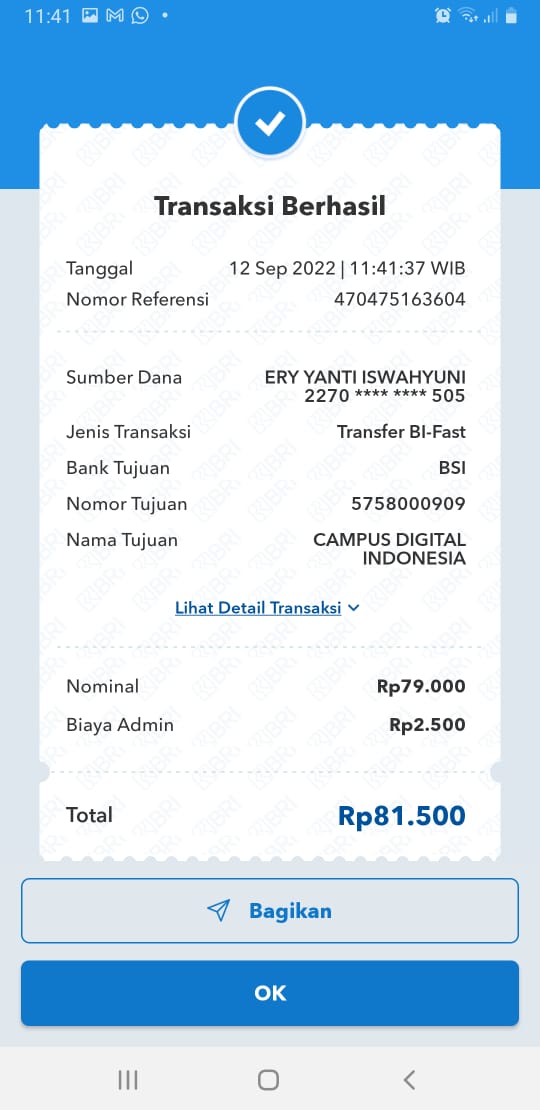 11:41
Transaksi Berhasil
Tanggal 12 Sep 2022 | 11:41:37 WIB
Nomor Referensi 470475163604
Sumber Dana ERY YANTI ISWAHYUNI
2270 **** **** 505
Jenis Transaksi Transfer BI-Fast
Bank Tujuan BSI
Nomor Tujuan 5758000909
Nama Tujuan CAMPUS DIGITAL
INDONESIA
Lihat Detail Transaksi
Nominal Rp79.000
Biaya Admin Rp2.500
Total Rp81.500
Bagikan
OK